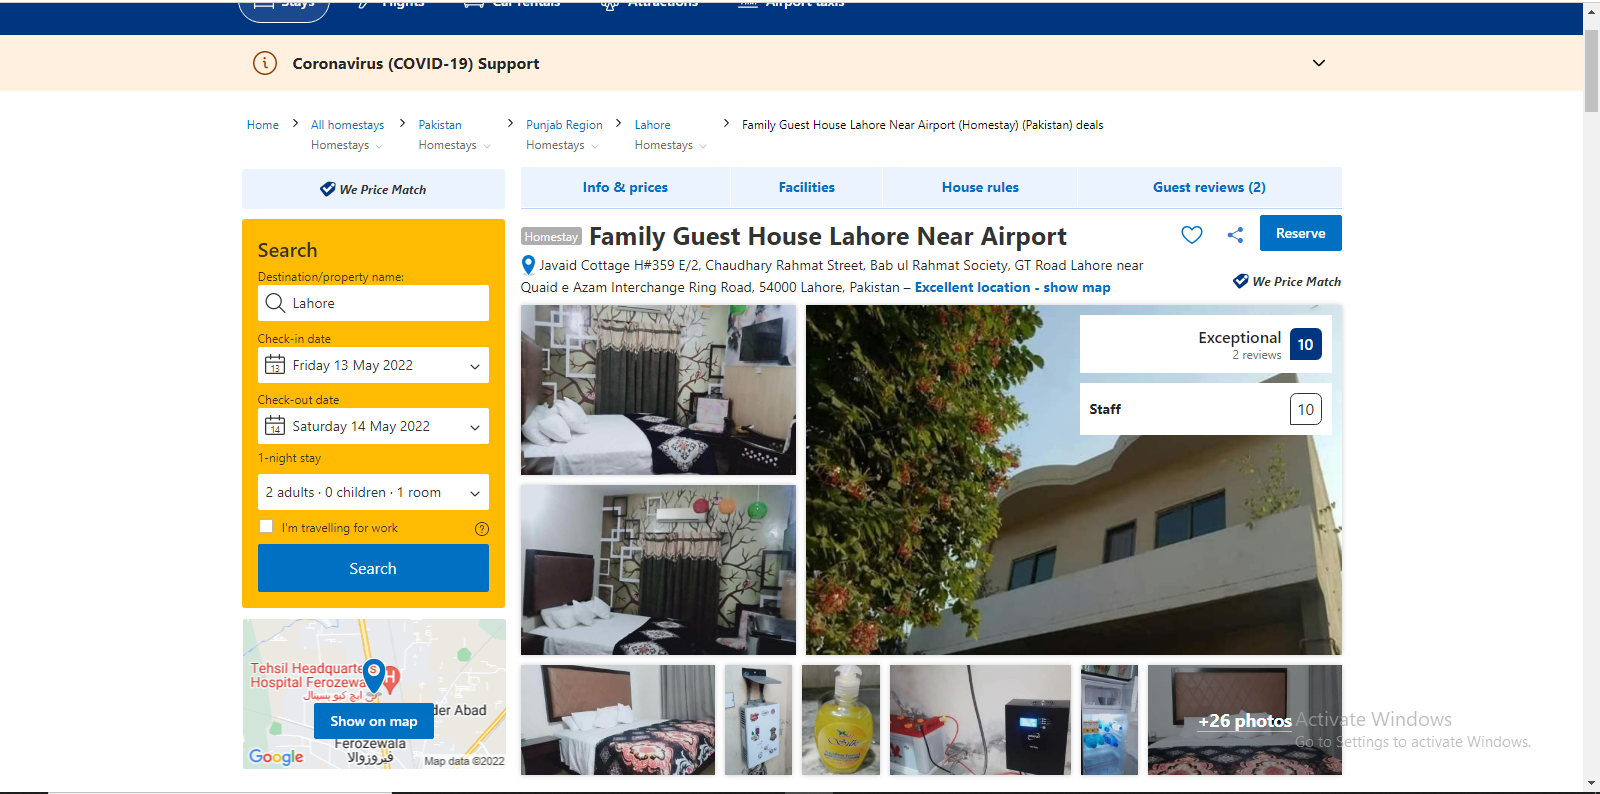 Stays Flights Car rentals Attractions Airport taxis
Coronavirus (COVID-19) Support
Home All homestays Pakistan Punjab Region Lahore Family Guest House Lahore Near Airport (Homestay) (Pakistan) deals
Homestays Homestays Homestays Homestays
We Price Match
Info & prices Facilities House rules Guest reviews (2)
Search
Destination/property name:
Lahore
Check-in date
13 Friday 13 May 2022
Check-out date
14 Saturday 14 May 2022
1-night stay
2 adults · 0 children · 1 room
I'm travelling for work
Search
Homestay Family Guest House Lahore Near Airport
Reserve
Javaid Cottage H#359 E/2, Chaudhary Rahmat Street, Bab ul Rahmat Society, GT Road Lahore near
Quaid e Azam Interchange Ring Road, 54000 Lahore, Pakistan – Excellent location - show map
We Price Match
Exceptional 10
2 reviews
Staff 10
Tehsil Headquarte
Hospital Ferozewa
Show on map
der Abad
Ferozewala
فیروزوالا
Google
Map data ©2022
+26 photos
Activate Windows
Go to Settings to activate Windows.